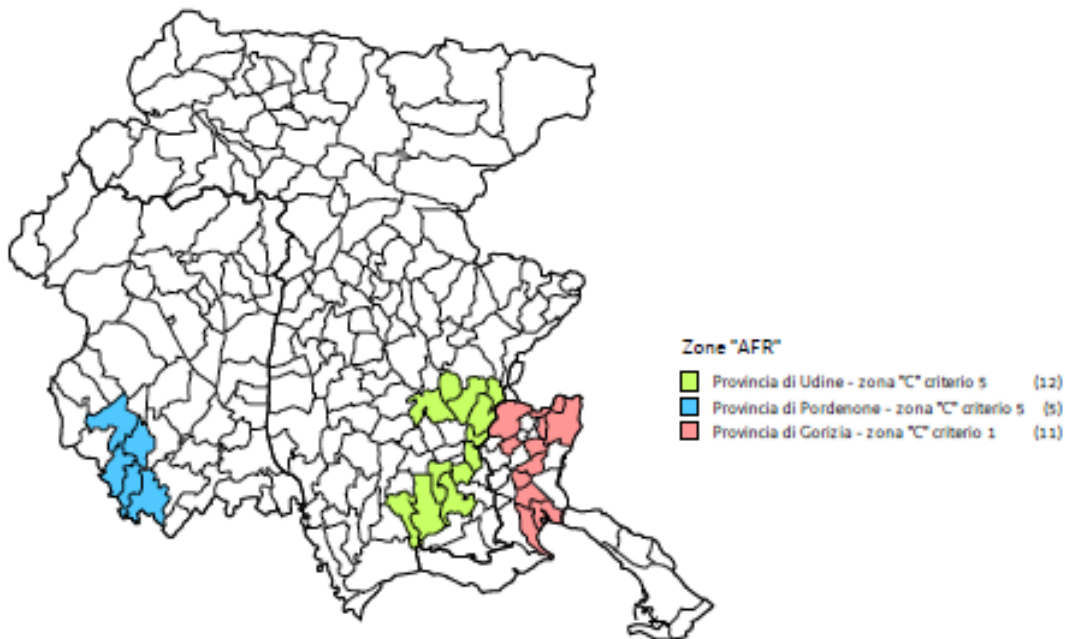 Zone "AFR"
Provincia di Udine - zona "C" criterio 5 (12)
Provincia di Pordenone - zona "C" criterio 5 (5)
Provincia di Gorizia - zona "C" criterio 1 (11)